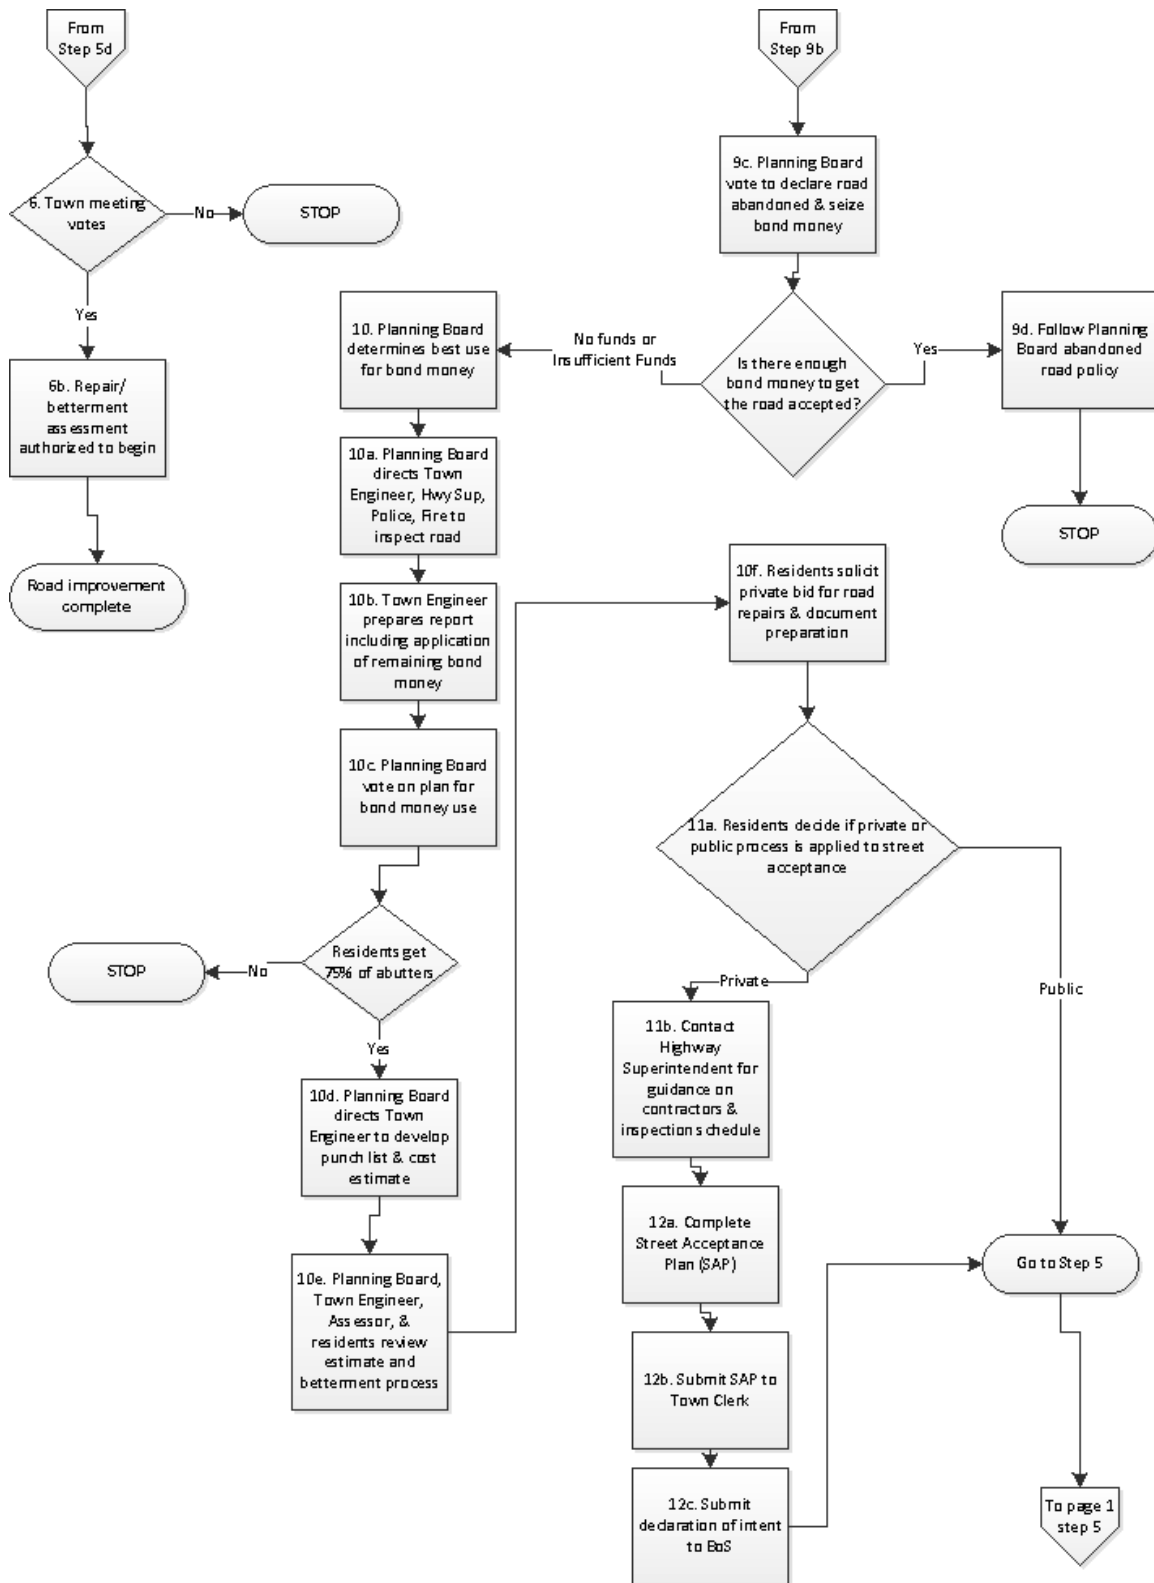 From
Step 5d
6. Town meeting
votes
No
STOP
Yes
6b. Repair/
betterment
assessment
authorized to begin
Road improvement
complete
From
Step 9b
9c. Planning Board
vote to declare road
abandoned & seize
bond money
Is there enough
bond money to get
the road accepted?
No funds or
Insufficient Funds
Yes
9d. Follow Planning
Board abandoned
road policy
STOP
10. Planning Board
determines best use
for bond money
10a. Planning Board
directs Town
Engineer, Hwy Sup,
Police, Fire to
inspect road
10b. Town Engineer
prepares report
including application
of remaining bond
money
10c. Planning Board
vote on plan for
bond money use
Residents get
75% of abutters
No
STOP
Yes
10d. Planning Board
directs Town
Engineer to develop
punch list & cost
estimate
10e. Planning Board,
Town Engineer,
Assessor, &
residents review
estimate and
betterment process
10f. Residents solicit
private bid for road
repairs & document
preparation
11a. Residents decide if private or
public process is applied to street
acceptance
Private
Public
11b. Contact
Highway
Superintendent for
guidance on
contractors &
inspection schedule
12a. Complete
Street Acceptance
Plan (SAP)
12b. Submit SAP to
Town Clerk
12c. Submit
declaration of intent
to BoS
Go to Step 5
To page 1
step 5